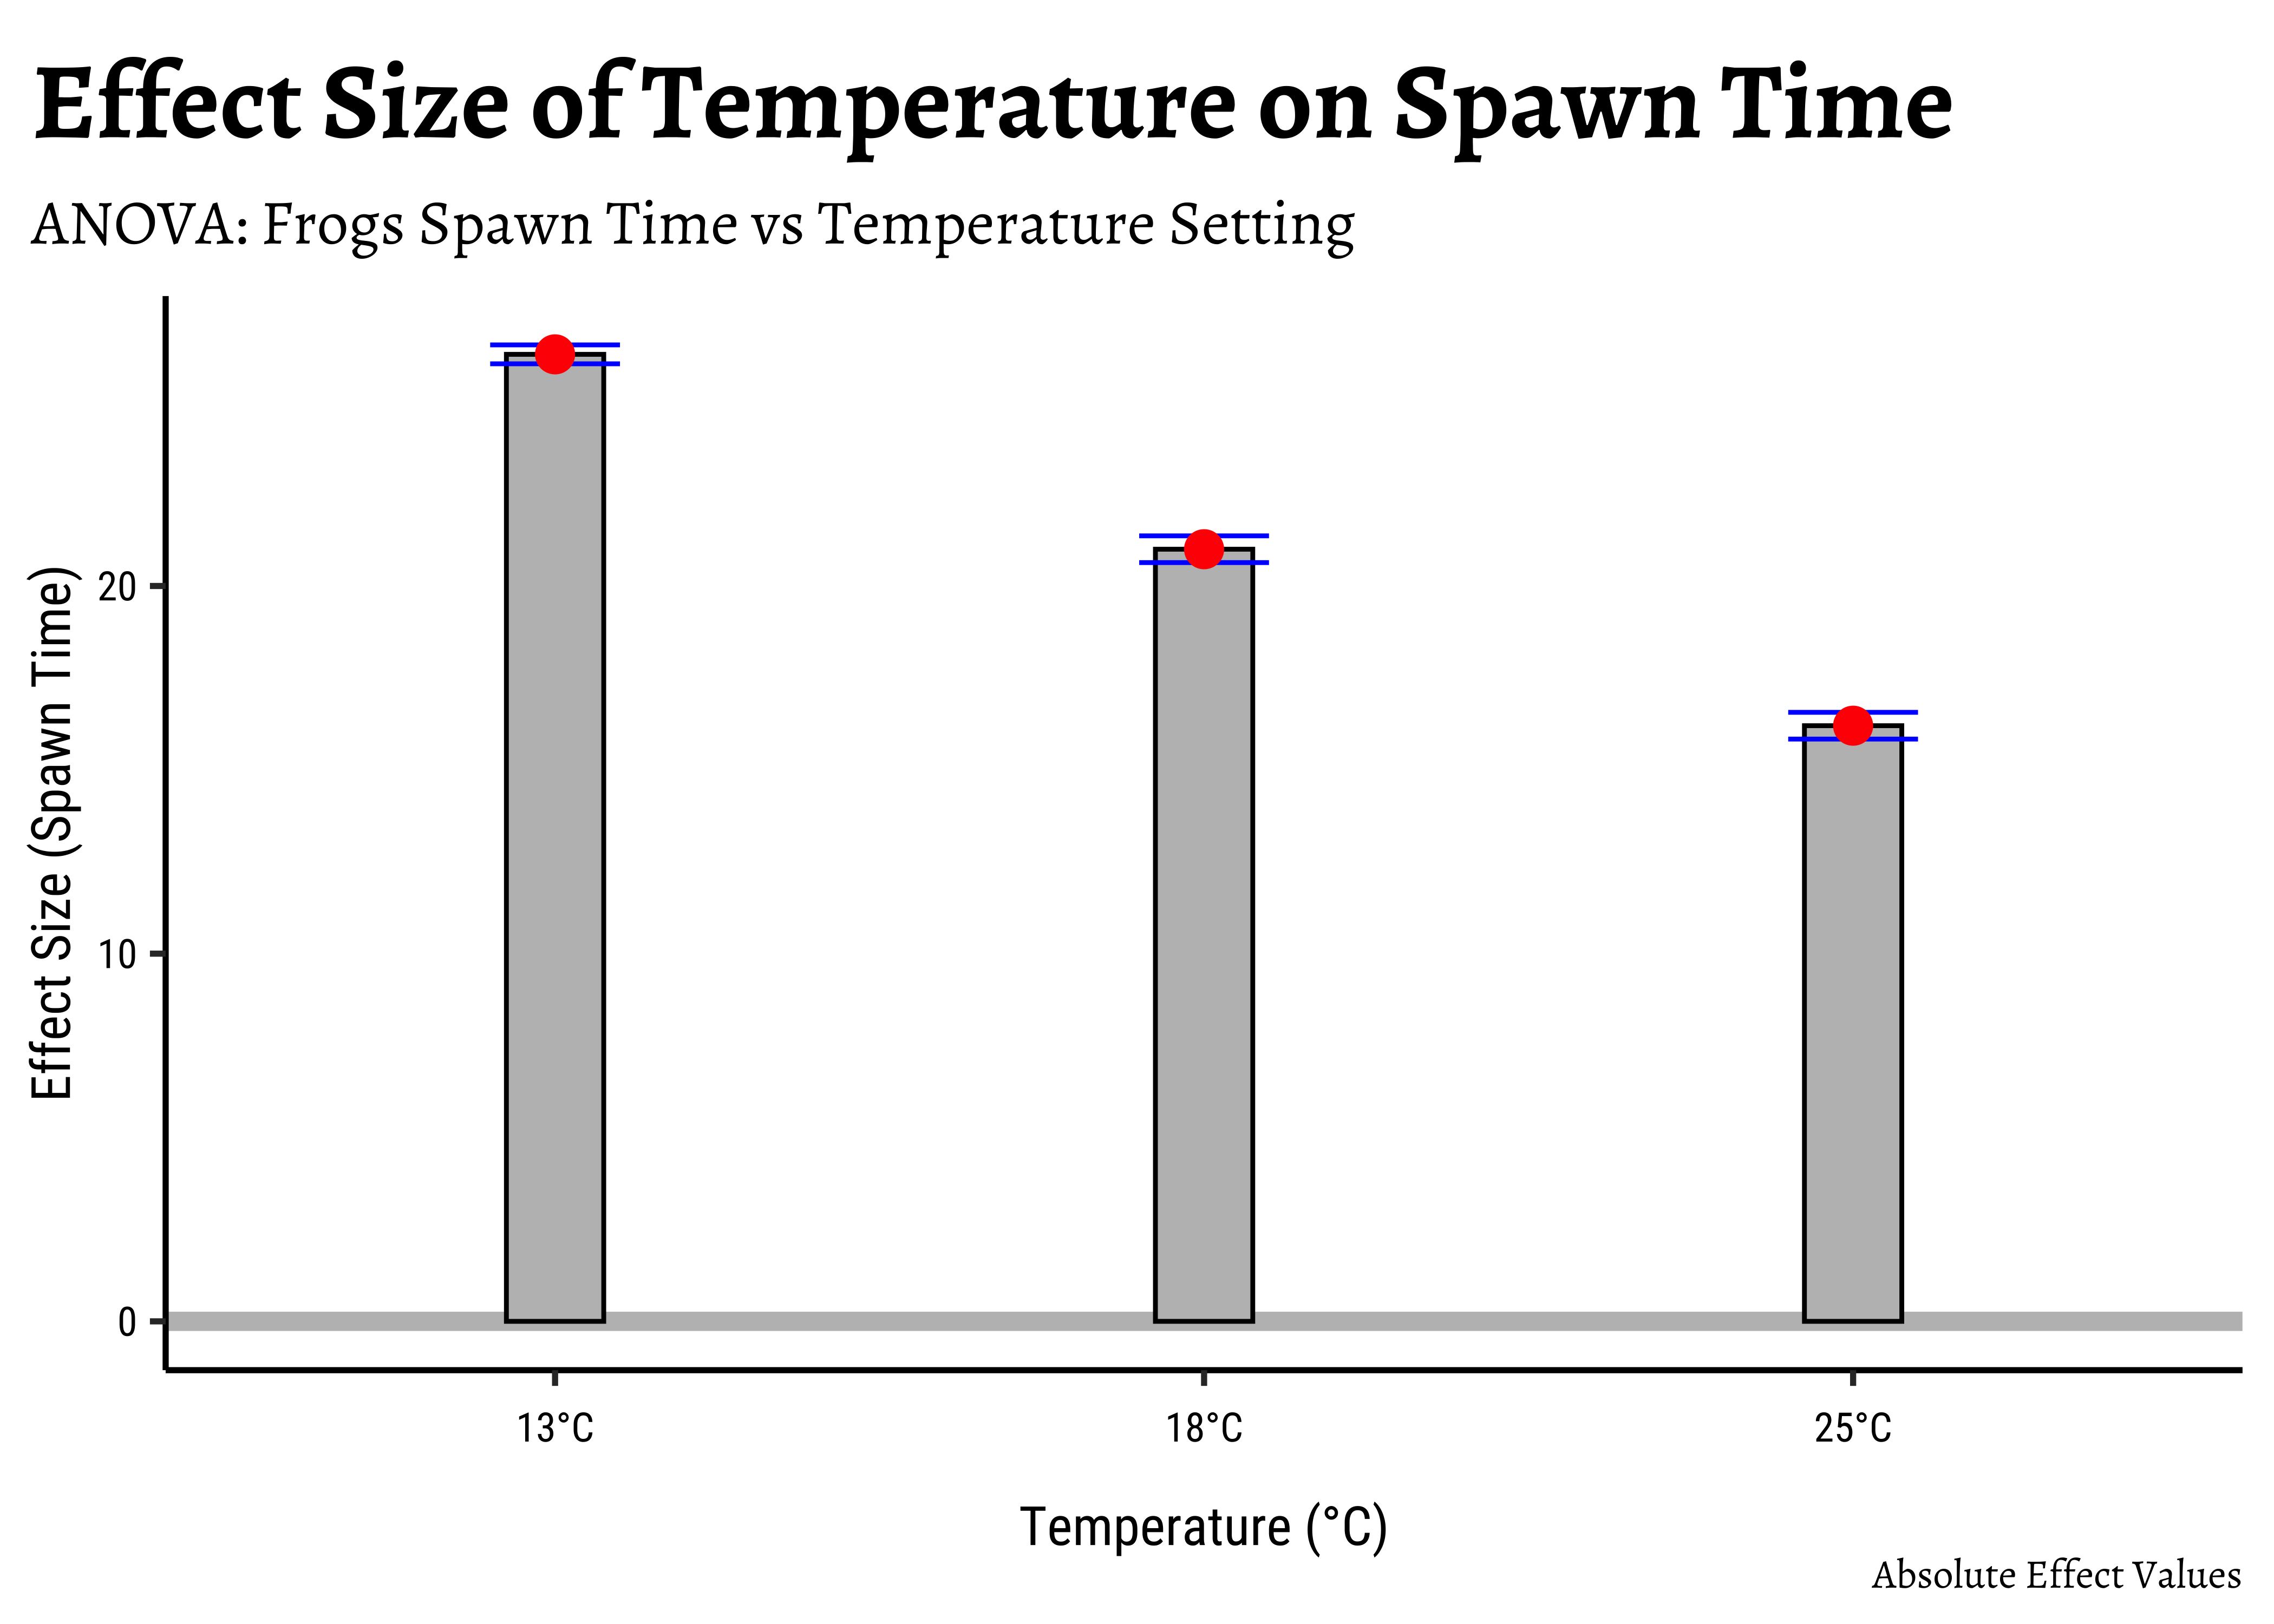 Effect Size of Temperature on Spawn Time
ANOVA: Frogs Spawn Time vs Temperature Setting
Effect Size (Spawn Time)
20
10
0
13°C
18°C
25°C
Temperature (°C)
Absolute Effect Values